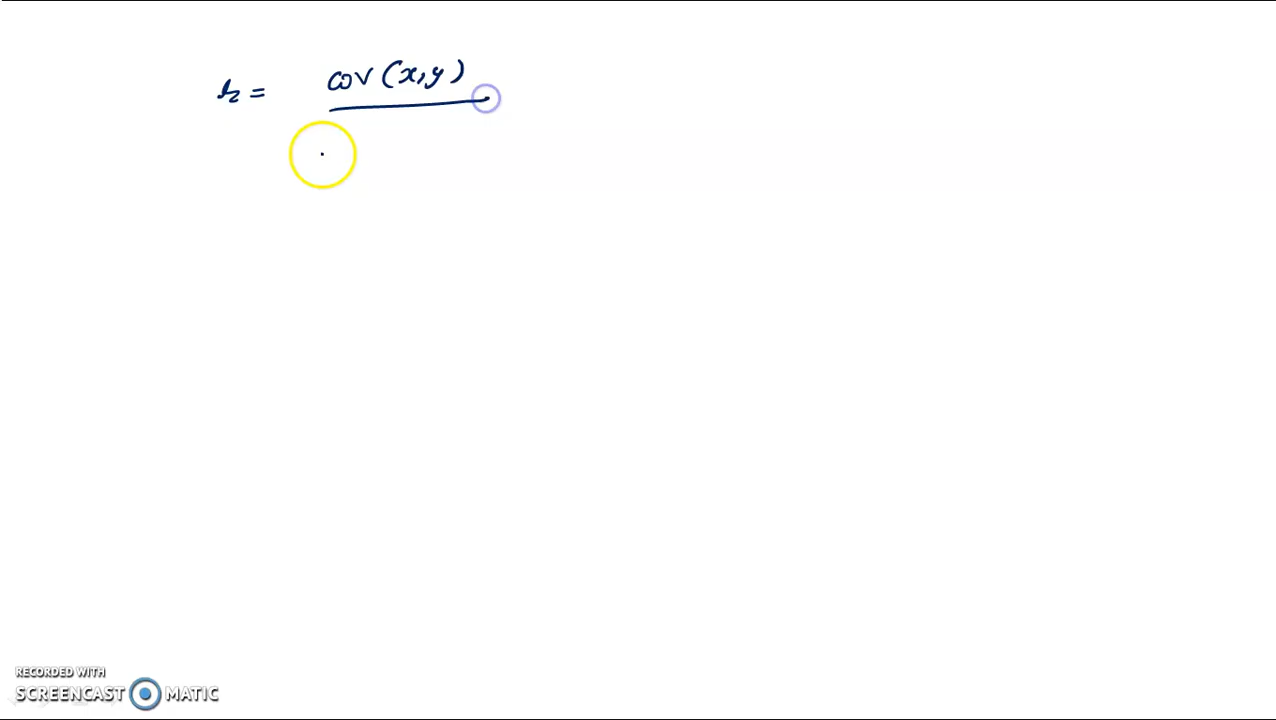 r = cov(x,y)
RECORDED WITH
SCREENCAST MATIC